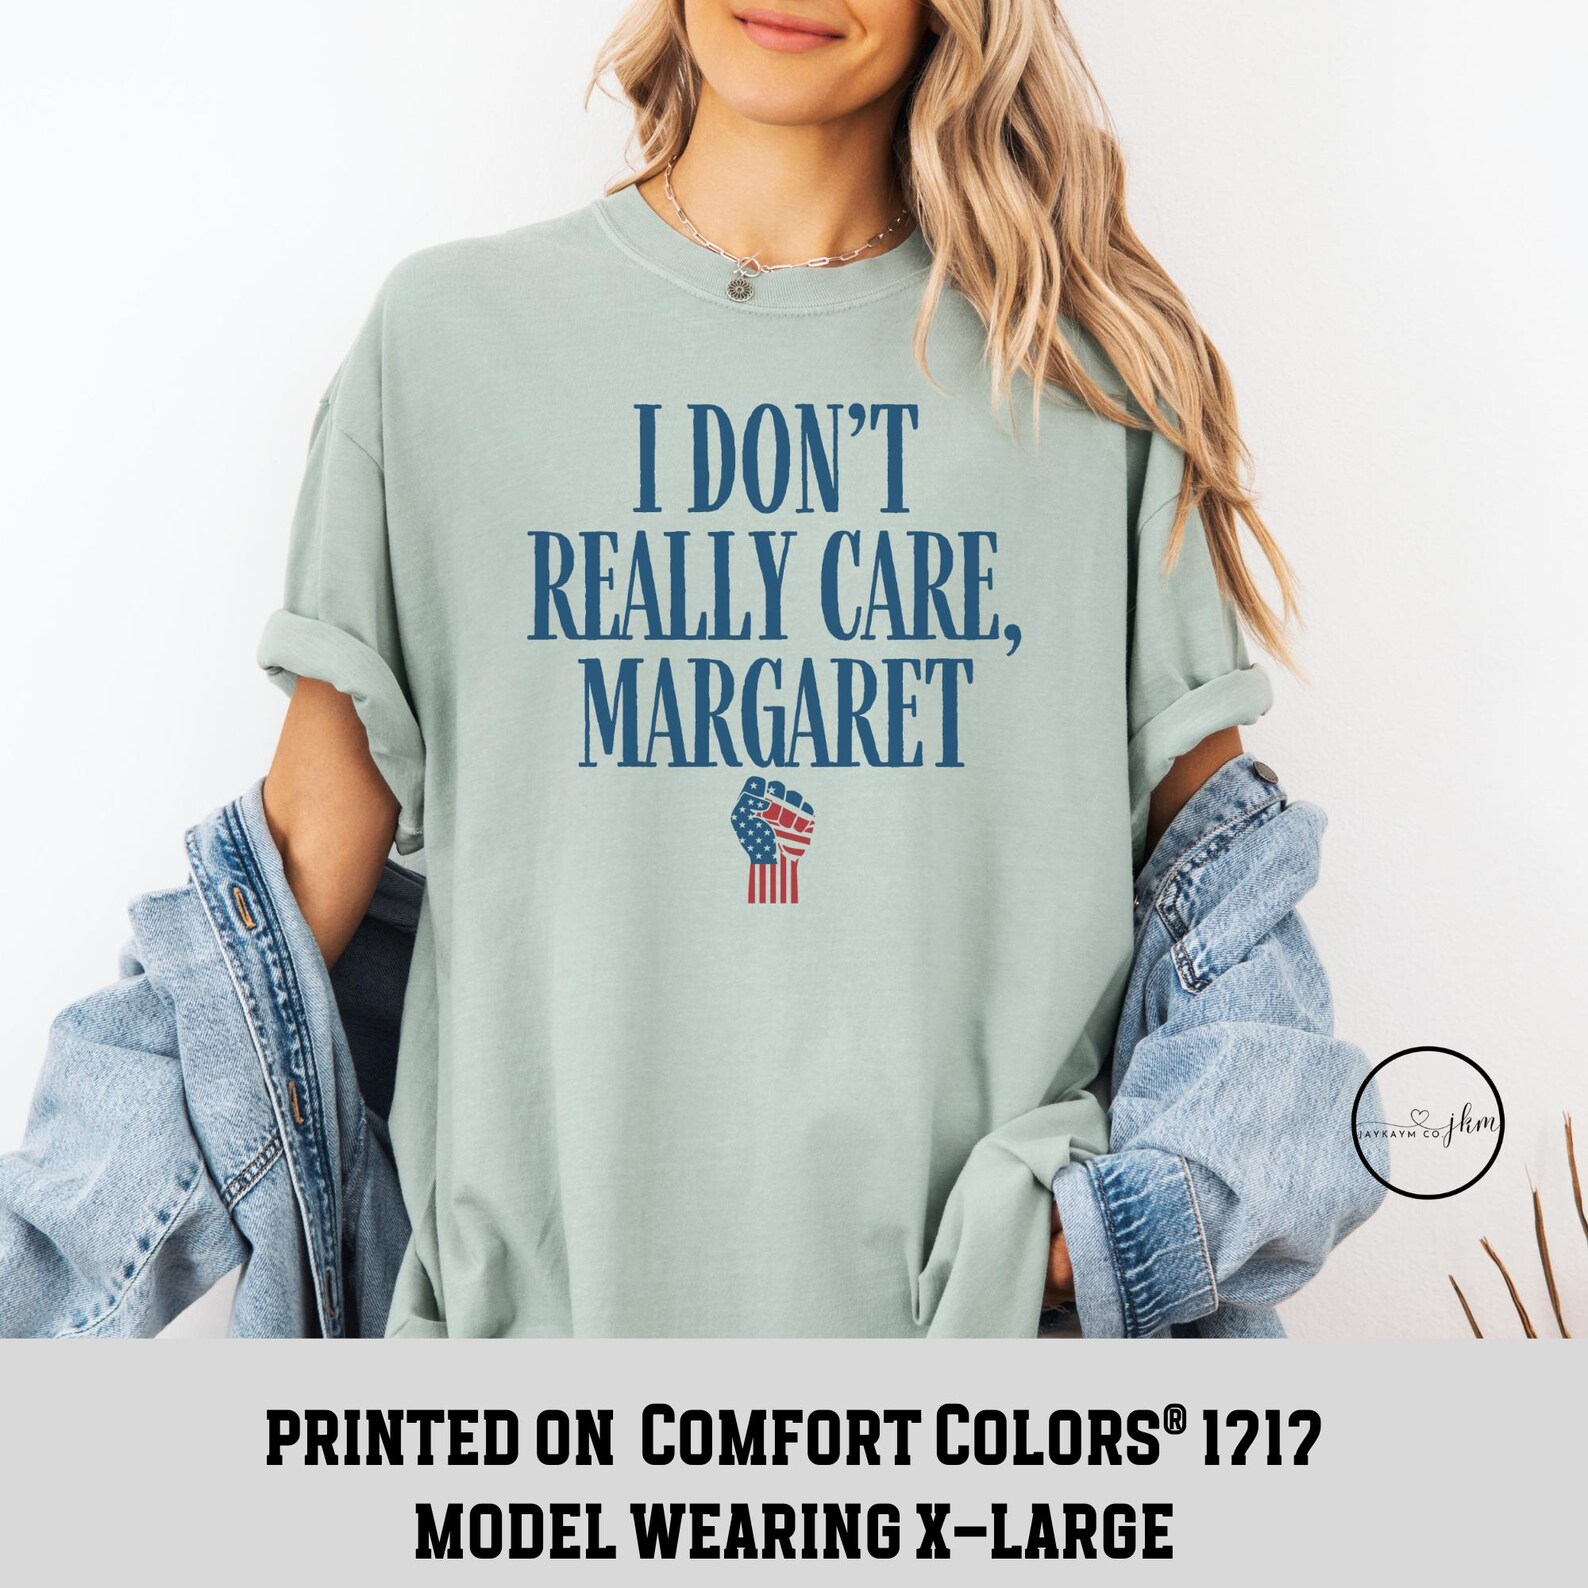 I DON'T
REALLY CARE,
MARGARET
JAYKAYM CO jkm
PRINTED ON COMFORT COLORS® 1717
MODEL WEARING X-LARGE